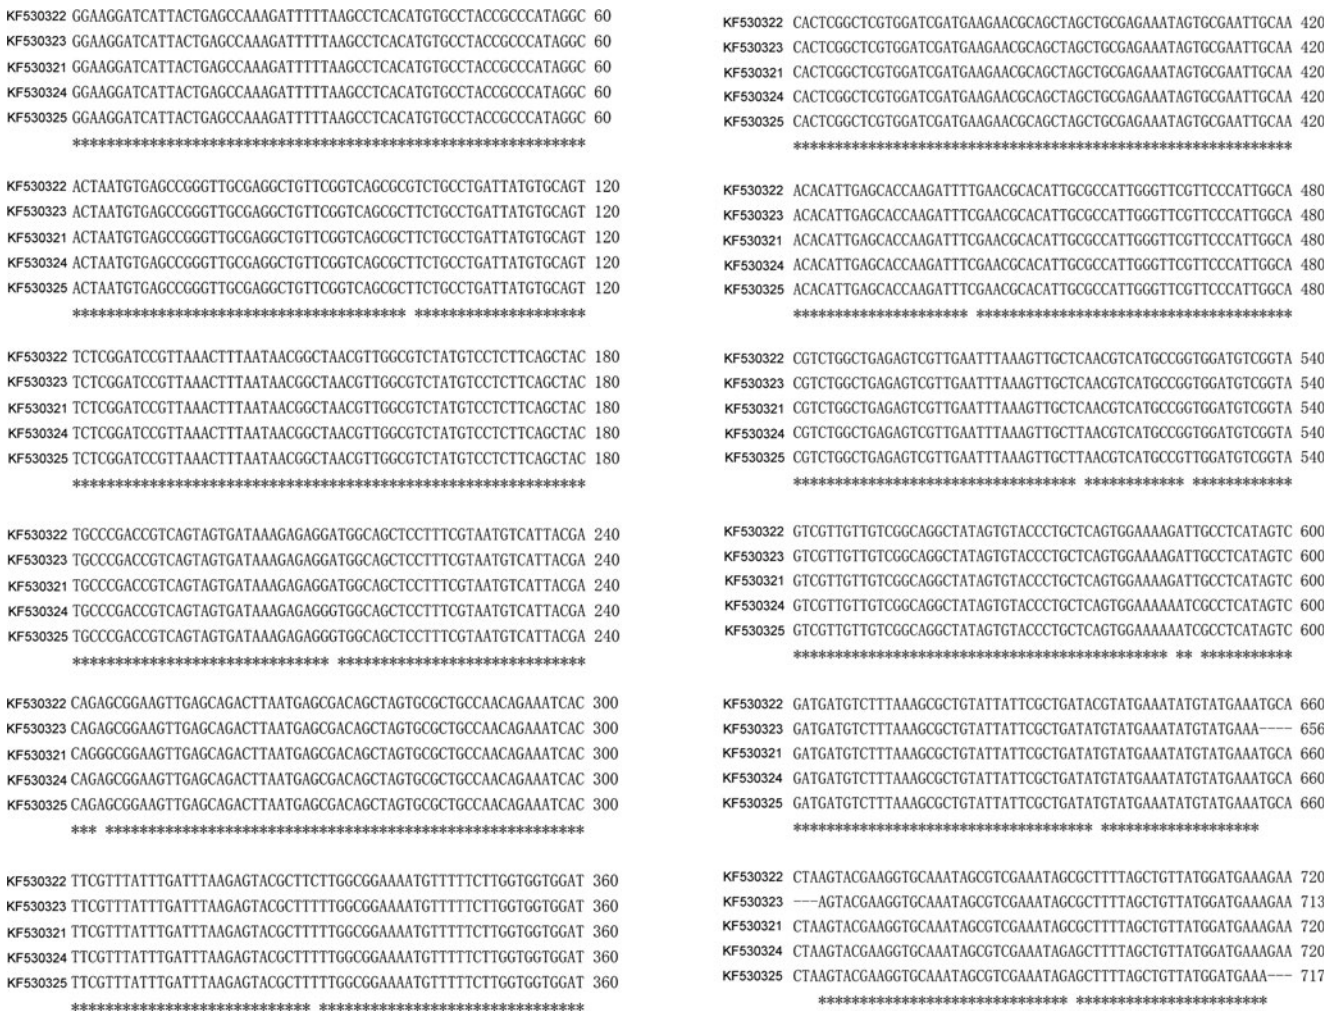 KF530322 GGAAGGATCATTACTGAGCCAAAGATTTTTAAGCCTCACATGTGCCTACCGCCCATAGGC 60
KF530323 GGAAGGATCATTACTGAGCCAAAGATTTTTAAGCCTCACATGTGCCTACCGCCCATAGGC 60
KF530321 GGAAGGATCATTACTGAGCCAAAGATTTTTAAGCCTCACATGTGCCTACCGCCCATAGGC 60
KF530324 GGAAGGATCATTACTGAGCCAAAGATTTTTAAGCCTCACATGTGCCTACCGCCCATAGGC 60
KF530325 GGAAGGATCATTACTGAGCCAAAGATTTTTAAGCCTCACATGTGCCTACCGCCCATAGGC 60
************************************************************
KF530322 ACTAATGTGAGCCGGGTTGCGAGGCTGTTCGGTCAGCGCGTCTGCCTGATTATGTGCAGT 120
KF530323 ACTAATGTGAGCCGGGTTGCGAGGCTGTTCGGTCAGCGCTTCTGCCTGATTATGTGCAGT 120
KF530321 ACTAATGTGAGCCGGGTTGCGAGGCTGTTCGGTCAGCGCTTCTGCCTGATTATGTGCAGT 120
KF530324 ACTAATGTGAGCCGGGTTGCGAGGCTGTTCGGTCAGCGCTTCTGCCTGATTATGTGCAGT 120
KF530325 ACTAATGTGAGCCGGGTTGCGAGGCTGTTCGGTCAGCGCTTCTGCCTGATTATGTGCAGT 120
*************************************** ********************
KF530322 TCTCGGATCCGTTAAACTTTAATAACGGCTAACGTTGGCGTCTATGTCCTCTTCAGCTAC 180
KF530323 TCTCGGATCCGTTAAACTTTAATAACGGCTAACGTTGGCGTCTATGTCCTCTTCAGCTAC 180
KF530321 TCTCGGATCCGTTAAACTTTAATAACGGCTAACGTTGGCGTCTATGTCCTCTTCAGCTAC 180
KF530324 TCTCGGATCCGTTAAACTTTAATAACGGCTAACGTTGGCGTCTATGTCCTCTTCAGCTAC 180
KF530325 TCTCGGATCCGTTAAACTTTAATAACGGCTAACGTTGGCGTCTATGTCCTCTTCAGCTAC 180
************************************************************
KF530322 TGCCCGACCGTCAGTAGTGATAAAGAGAGGATGGCAGCTCCTTTCGTAATGTCATTACGA 240
KF530323 TGCCCGACCGTCAGTAGTGATAAAGAGAGGATGGCAGCTCCTTTCGTAATGTCATTACGA 240
KF530321 TGCCCGACCGTCAGTAGTGATAAAGAGAGGATGGCAGCTCCTTTCGTAATGTCATTACGA 240
KF530324 TGCCCGACCGTCAGTAGTGATAAAGAGAGGGTGGCAGCTCCTTTCGTAATGTCATTACGA 240
KF530325 TGCCCGACCGTCAGTAGTGATAAAGAGAGGGTGGCAGCTCCTTTCGTAATGTCATTACGA 240
****************************** *****************************
KF530322 CAGAGCGGAAGTTGAGCAGACTTAATGAGCGACAGCTAGTGCGCTGCCAACAGAAATCAC 300
KF530323 CAGAGCGGAAGTTGAGCAGACTTAATGAGCGACAGCTAGTGCGCTGCCAACAGAAATCAC 300
KF530321 CAGGGCGGAAGTTGAGCAGACTTAATGAGCGACAGCTAGTGCGCTGCCAACAGAAATCAC 300
KF530324 CAGAGCGGAAGTTGAGCAGACTTAATGAGCGACAGCTAGTGCGCTGCCAACAGAAATCAC 300
KF530325 CAGAGCGGAAGTTGAGCAGACTTAATGAGCGACAGCTAGTGCGCTGCCAACAGAAATCAC 300
*** ********************************************************
KF530322 TTCGTTTATTTGATTTAAGAGTACGCTTCTTGGCGGAAAATGTTTTTCTTGGTGGTGGAT 360
KF530323 TTCGTTTATTTGATTTAAGAGTACGCTTTTTGGCGGAAAATGTTTTTCTTGGTGGTGGAT 360
KF530321 TTCGTTTATTTGATTTAAGAGTACGCTTTTTGGCGGAAAATGTTTTTCTTGGTGGTGGAT 360
KF530324 TTCGTTTATTTGATTTAAGAGTACGCTTTTTGGCGGAAAATGTTTTTCTTGGTGGTGGAT 360
KF530325 TTCGTTTATTTGATTTAAGAGTACGCTTTTTGGCGGAAAATGTTTTTCTTGGTGGTGGAT 360
**************************** *******************************
KF530322 CACTCGGCTCGTGGATCGATGAAGAACGCAGCTAGCTGCGAGAAATAGTGCGAATTGCAA 420
KF530323 CACTCGGCTCGTGGATCGATGAAGAACGCAGCTAGCTGCGAGAAATAGTGCGAATTGCAA 420
KF530321 CACTCGGCTCGTGGATCGATGAAGAACGCAGCTAGCTGCGAGAAATAGTGCGAATTGCAA 420
KF530324 CACTCGGCTCGTGGATCGATGAAGAACGCAGCTAGCTGCGAGAAATAGTGCGAATTGCAA 420
KF530325 CACTCGGCTCGTGGATCGATGAAGAACGCAGCTAGCTGCGAGAAATAGTGCGAATTGCAA 420
************************************************************
KF530322 ACACATTGAGCACCAAGATTTTGAACGCACATTGCGCCATTGGGTTCGTTCCCATTGGCA 480
KF530323 ACACATTGAGCACCAAGATTTCGAACGCACATTGCGCCATTGGGTTCGTTCCCATTGGCA 480
KF530321 ACACATTGAGCACCAAGATTTCGAACGCACATTGCGCCATTGGGTTCGTTCCCATTGGCA 480
KF530324 ACACATTGAGCACCAAGATTTCGAACGCACATTGCGCCATTGGGTTCGTTCCCATTGGCA 480
KF530325 ACACATTGAGCACCAAGATTTCGAACGCACATTGCGCCATTGGGTTCGTTCCCATTGGCA 480
********************* **************************************
KF530322 CGTCTGGCTGAGAGTCGTTGAATTTAAAGTTGCTCAACGTCATGCCGGTGGATGTCGGTA 540
KF530323 CGTCTGGCTGAGAGTCGTTGAATTTAAAGTTGCTCAACGTCATGCCGGTGGATGTCGGTA 540
KF530321 CGTCTGGCTGAGAGTCGTTGAATTTAAAGTTGCTCAACGTCATGCCGGTGGATGTCGGTA 540
KF530324 CGTCTGGCTGAGAGTCGTTGAATTTAAAGTTGCTTAACGTCATGCCGGTGGATGTCGGTA 540
KF530325 CGTCTGGCTGAGAGTCGTTGAATTTAAAGTTGCTTAACGTCATGCCGTTGGATGTCGGTA 540
********************************** ************ ************
KF530322 GTCGTTGTTGTCGGCAGGCTATAGTGTACCCTGCTCAGTGGAAAAGATTGCCTCATAGTC 600
KF530323 GTCGTTGTTGTCGGCAGGCTATAGTGTACCCTGCTCAGTGGAAAAGATTGCCTCATAGTC 600
KF530321 GTCGTTGTTGTCGGCAGGCTATAGTGTACCCTGCTCAGTGGAAAAGATTGCCTCATAGTC 600
KF530324 GTCGTTGTTGTCGGCAGGCTATAGTGTACCCTGCTCAGTGGAAAAAATCGCCTCATAGTC 600
KF530325 GTCGTTGTTGTCGGCAGGCTATAGTGTACCCTGCTCAGTGGAAAAAATCGCCTCATAGTC 600
********************************************* ** ***********
KF530322 GATGATGTCTTTAAAGCGCTGTATTATTCGCTGATACGTATGAAATATGTATGAAATGCA 660
KF530323 GATGATGTCTTTAAAGCGCTGTATTATTCGCTGATATGTATGAAATATGTATGAAA---- 656
KF530321 GATGATGTCTTTAAAGCGCTGTATTATTCGCTGATATGTATGAAATATGTATGAAATGCA 660
KF530324 GATGATGTCTTTAAAGCGCTGTATTATTCGCTGATATGTATGAAATATGTATGAAATGCA 660
KF530325 GATGATGTCTTTAAAGCGCTGTATTATTCGCTGATATGTATGAAATATGTATGAAATGCA 660
************************************ *******************
KF530322 CTAAGTACGAAGGTGCAAATAGCGTCGAAATAGCGCTTTTAGCTGTTATGGATGAAAGAA 720
KF530323 ---AGTACGAAGGTGCAAATAGCGTCGAAATAGCGCTTTTAGCTGTTATGGATGAAAGAA 713
KF530321 CTAAGTACGAAGGTGCAAATAGCGTCGAAATAGCGCTTTTAGCTGTTATGGATGAAAGAA 720
KF530324 CTAAGTACGAAGGTGCAAATAGCGTCGAAATAGAGCTTTTAGCTGTTATGGATGAAAGAA 720
KF530325 CTAAGTACGAAGGTGCAAATAGCGTCGAAATAGAGCTTTTAGCTGTTATGGATGAAA--- 717
****************************** ***********************